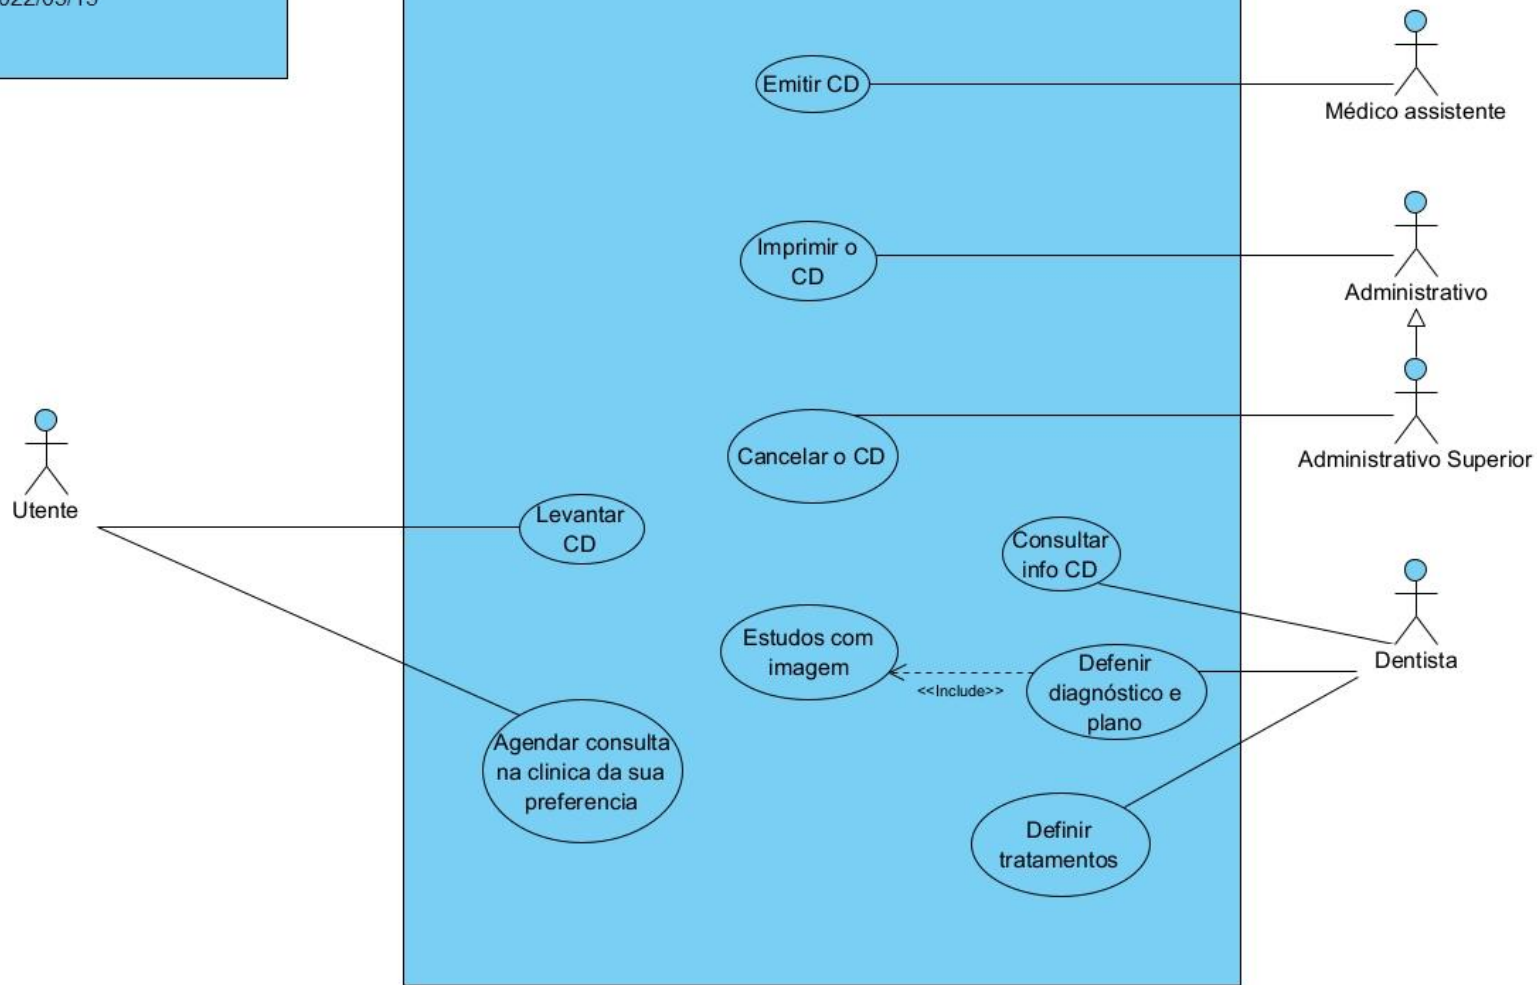 Emitir CD
Médico assistente
Imprimir o
CD
Administrativo
Cancelar o CD
Administrativo Superior
Utente
Levantar
CD
Consultar
info CD
Estudos com
imagem
<<Include>>
Defenir
diagnóstico e
plano
Dentista
Agendar consulta
na clinica da sua
preferencia
Definir
tratamentos